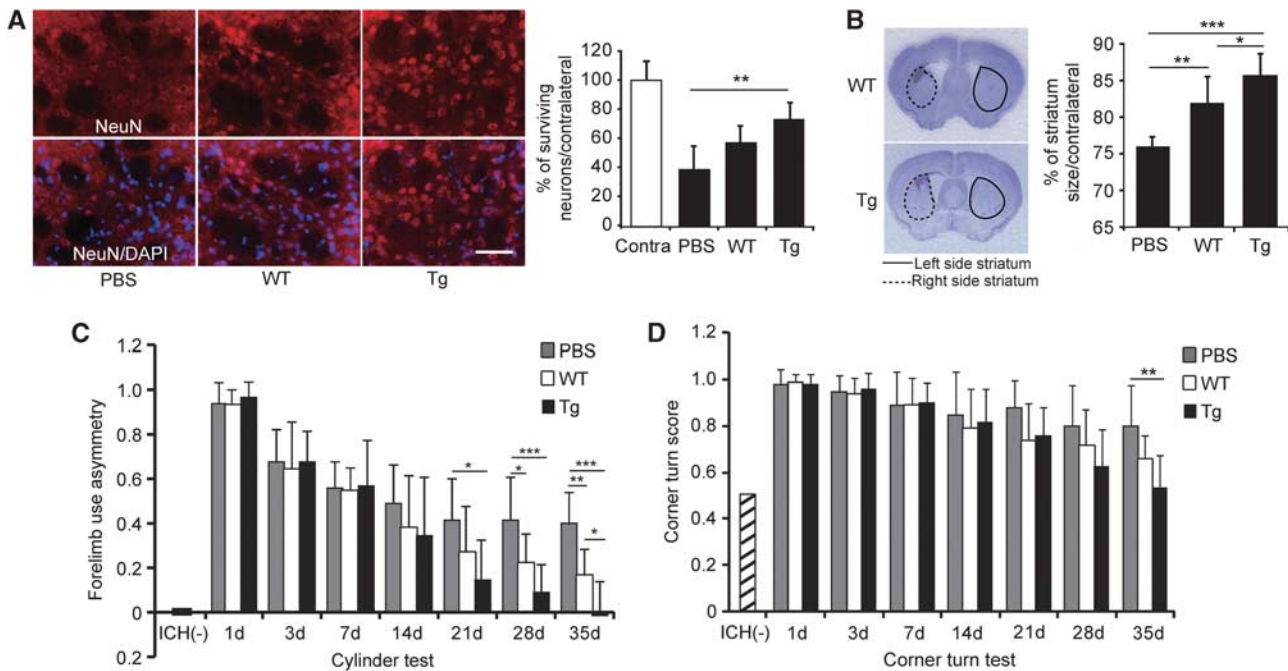 A
NeuN
NeuN/DAPI
PBS WT Tg
% of surviving
neurons/contralateral
120
100
80
60
40
20
0
Contra PBS WT Tg
**
B
WT
Tg
Left side striatum
Right side striatum
% of striatum
size/contralateral
90
85
80
75
70
65
PBS WT Tg
***
** *
C
Forelimb use asymmetry
1.2
1.0
0.8
0.6
0.4
0.2
0
0.2
PBS
WT
Tg
*
***
*
***
**
*
ICH(-) 1d 3d 7d 14d 21d 28d 35d
Cylinder test
D
Corner turn score
1.2
1.0
0.8
0.6
0.4
0.2
0
PBS
WT
Tg
**
ICH(-) 1d 3d 7d 14d 21d 28d 35d
Corner turn test